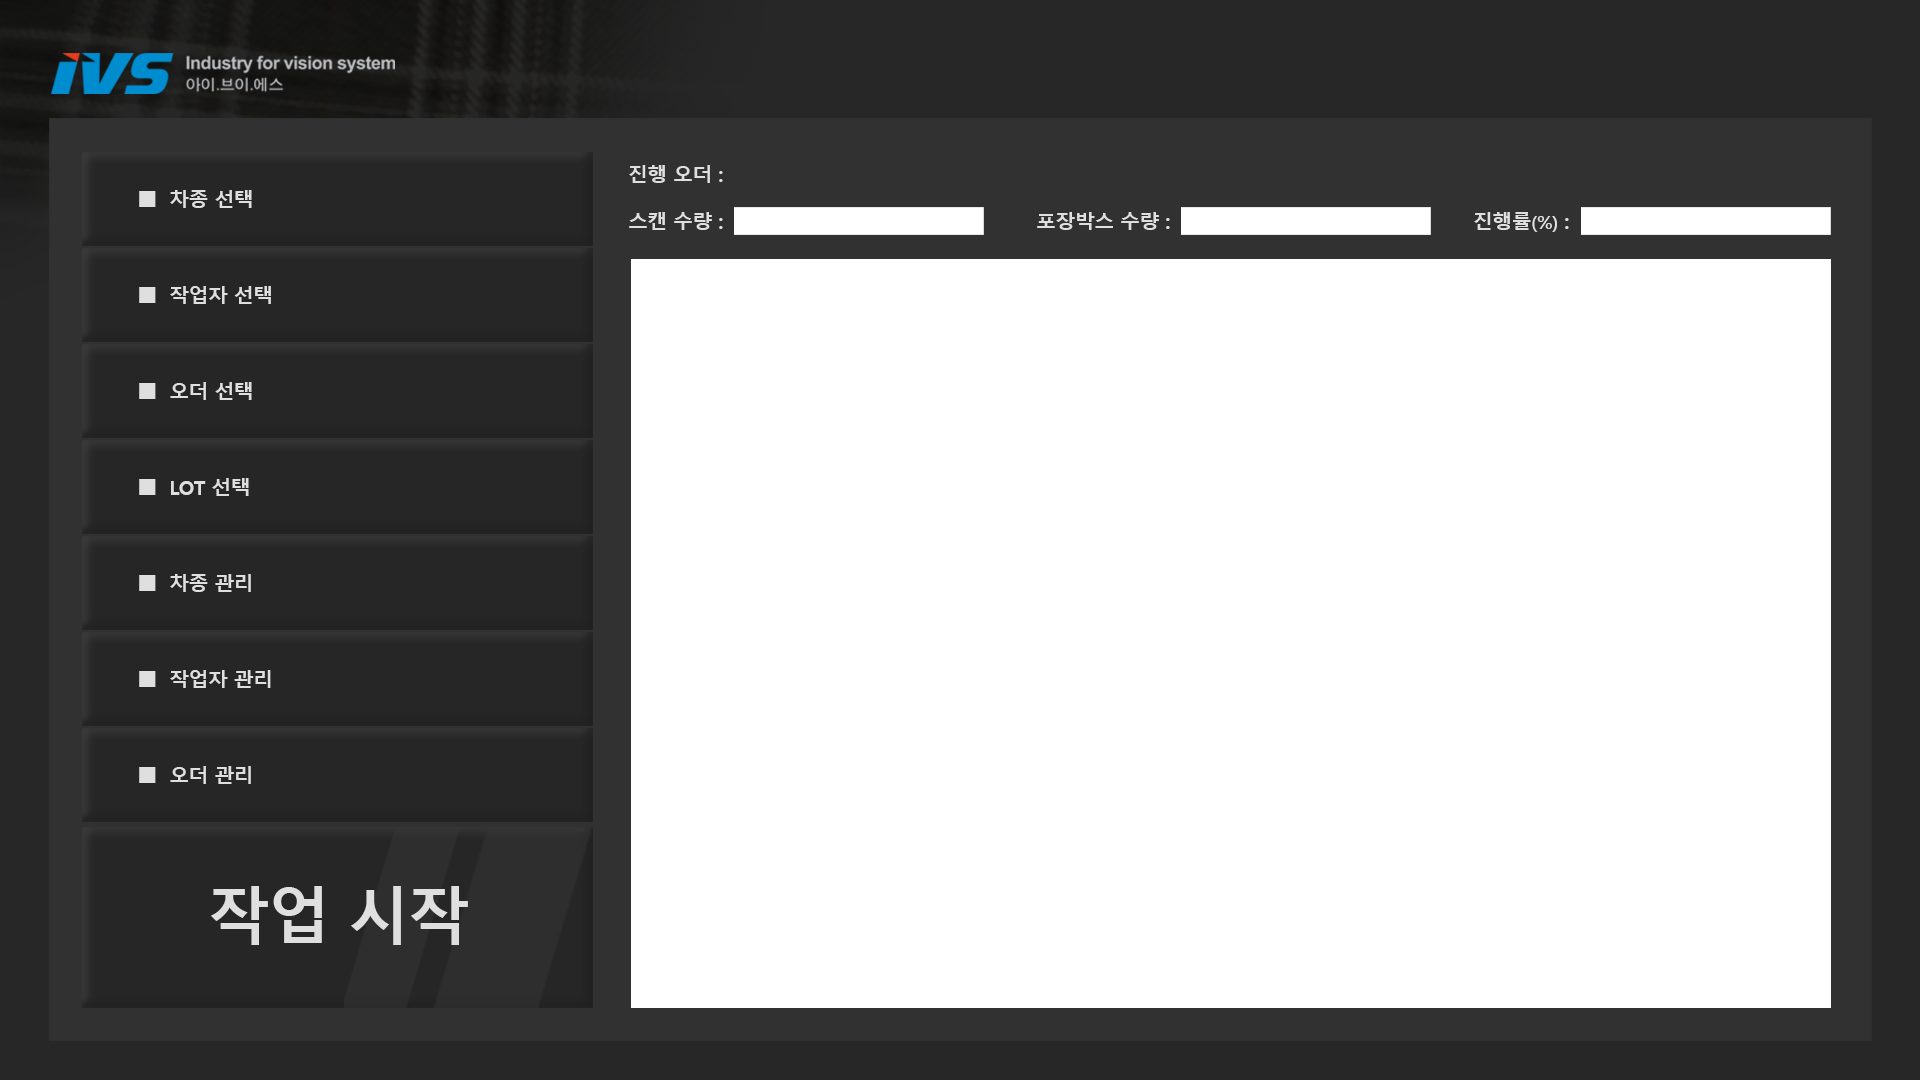 iVS
Industry for vision system
아이.브이.에스
■ 차종 선택
■ 작업자 선택
■ 오더 선택
■ LOT 선택
■ 차종 관리
■ 작업자 관리
■ 오더 관리
작업 시작
진행 오더 :
스캔 수량 : 포장박스 수량 : 진행률(%) :